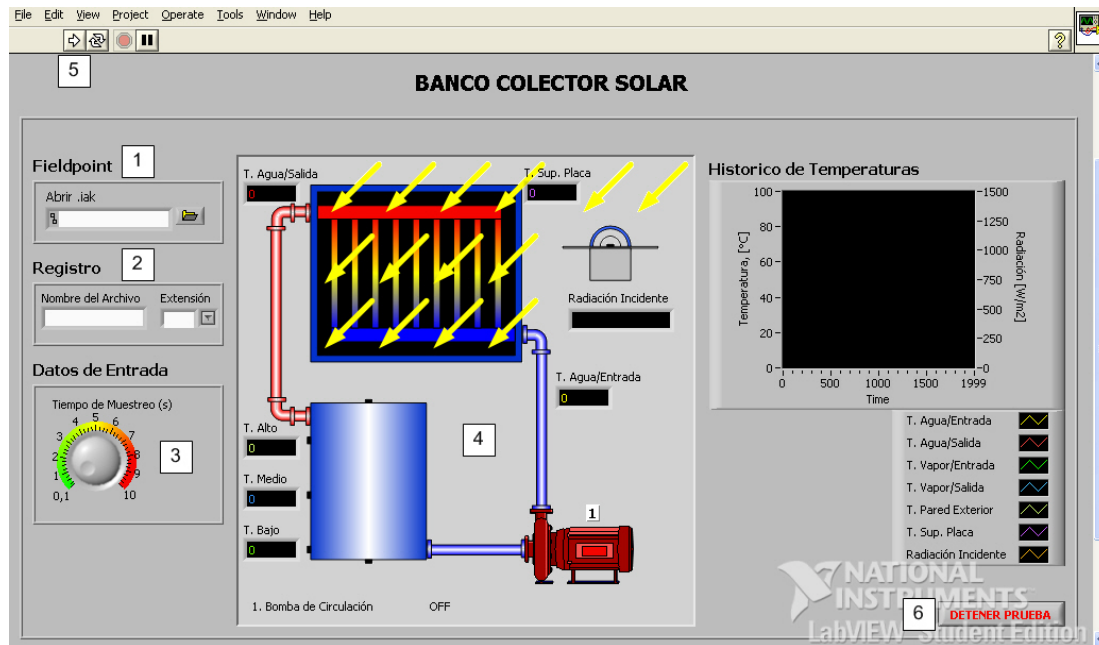 File Edit View Project Operate Tools Window Help
5
BANCO COLECTOR SOLAR
Fieldpoint 1
Abrir .iak
Registro 2
Nombre del Archivo Extensión
Datos de Entrada
Tiempo de Muestreo (s)
0,1 1 2 3 4 5 6 7 8 9 10
3
T. Agua/Salida
0
T. Sup. Placa
0
Radiación Incidente
T. Agua/Entrada
0
T. Alto
0
4
T. Medio
0
T. Bajo
0
1
1. Bomba de Circulación OFF
Historico de Temperaturas
Temperatura, [°C]
100
80
60
40
20
0
1500
1250
1000
750
500
250
0
Radiación [W/m2]
0 500 1000 1500 1999
Time
T. Agua/Entrada
T. Agua/Salida
T. Vapor/Entrada
T. Vapor/Salida
T. Pared Exterior
T. Sup. Placa
Radiación Incidente
NATIONAL
INSTRUMENTS
6 DETENER PRUEBA
LabVIEW Student Edition